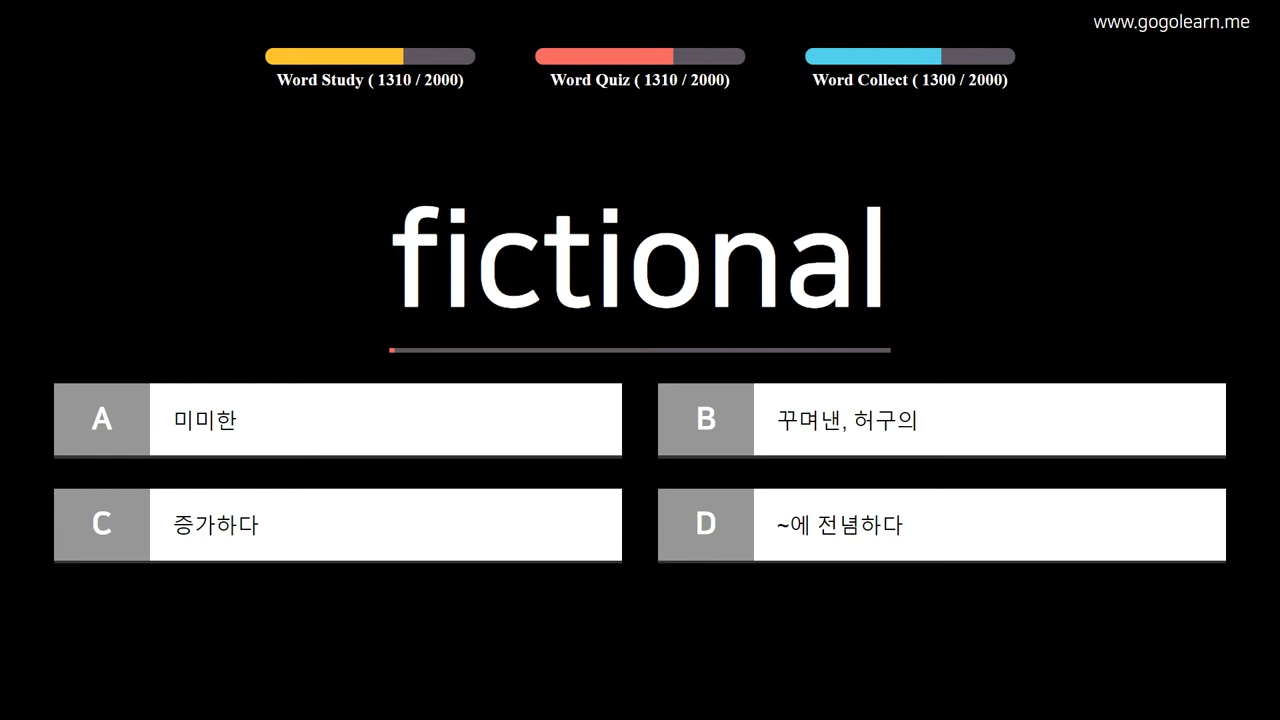 www.gogolearn.me
Word Study ( 1310 / 2000)
Word Quiz ( 1310 / 2000)
Word Collect ( 1300 / 2000)
fictional
A 미미한
B 꾸며낸, 허구의
C 증가하다
D ~에 전념하다